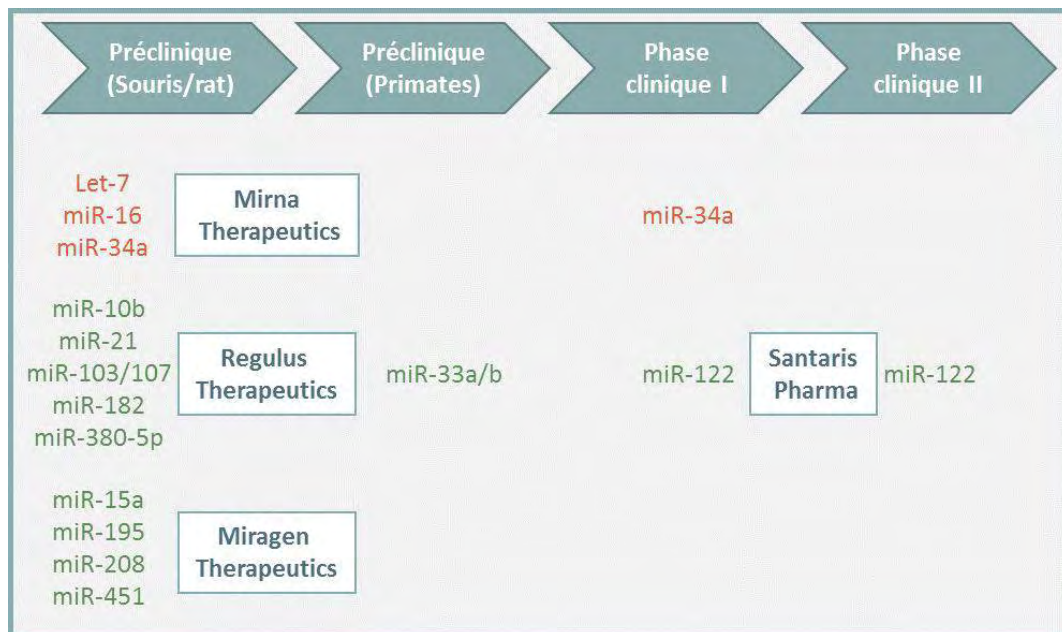 Préclinique
(Souris/rat)
Préclinique
(Primates)
Phase
clinique I
Phase
clinique II
Let-7
miR-16
miR-34a
Mirna
Therapeutics
miR-34a
miR-10b
miR-21
miR-103/107
miR-182
miR-380-5p
Regulus
Therapeutics
miR-33a/b
miR-122
Santaris
Pharma
miR-122
miR-15a
miR-195
miR-208
miR-451
Miragen
Therapeutics